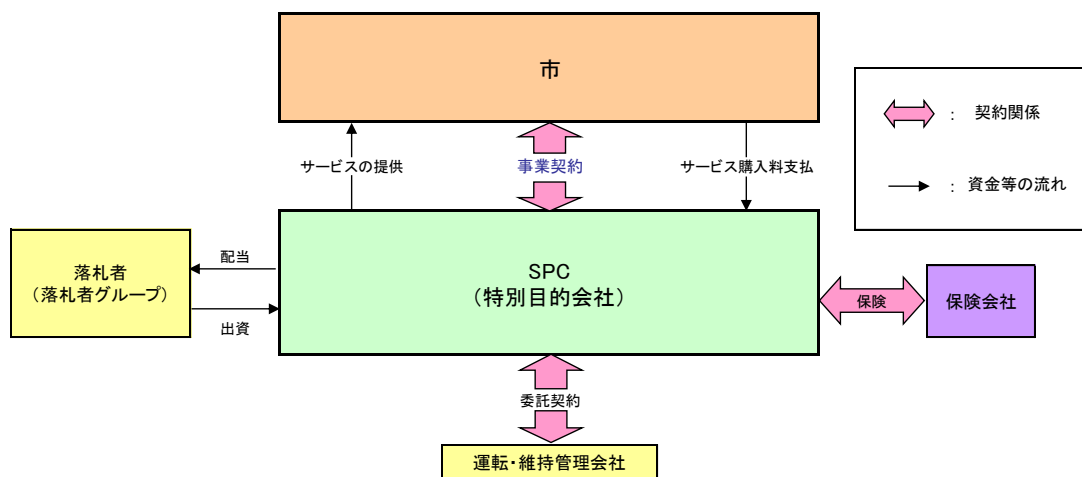 市
： 契約関係
： 資金等の流れ
サービスの提供
事業契約
サービス購入料支払
落札者
（落札者グループ）
配当
出資
SPC
（特別目的会社）
保険
保険会社
委託契約
運転・維持管理会社